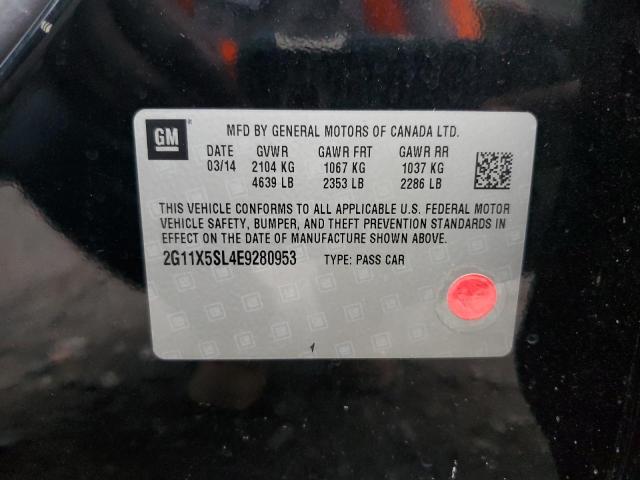 GM
MFD BY GENERAL MOTORS OF CANADA LTD.
DATE GVWR GAWR FRT GAWR RR
03/14 2104 KG 1067 KG 1037 KG
4639 LB 2353 LB 2286 LB
THIS VEHICLE CONFORMS TO ALL APPLICABLE U.S. FEDERAL MOTOR
VEHICLE SAFETY, BUMPER, AND THEFT PREVENTION STANDARDS IN
EFFECT ON THE DATE OF MANUFACTURE SHOWN ABOVE.
2G11X5SL4E9280953 TYPE: PASS CAR